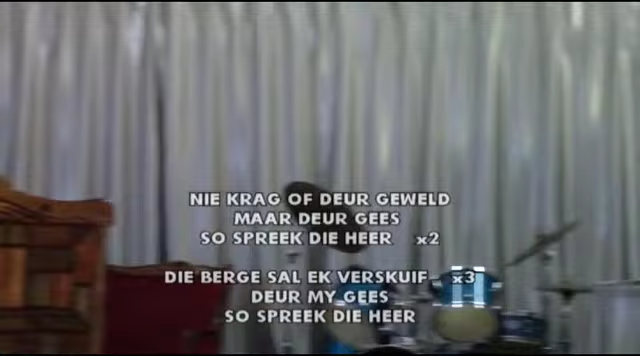 NIE KRAG OF DEUR GEWELD
MAAR DEUR GEES
SO SPREEK DIE HEER x2
DIE BERGE SAL EK VERSKUIF x3
DEUR MY GEES
SO SPREEK DIE HEER